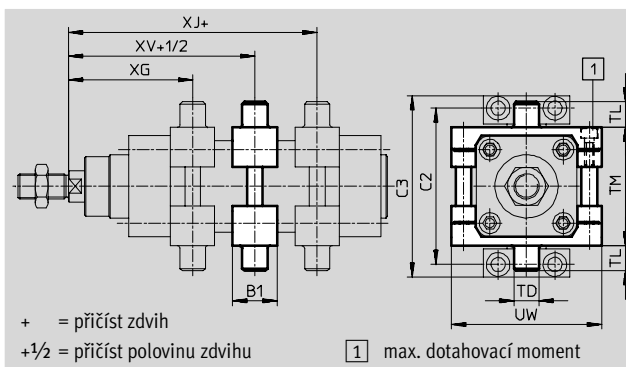 XJ+
XV+1/2
XG
1
TL
C3
C2
TM
TL
B1
TD
UW
+ = přičíst zdvih
+½ = přičíst polovinu zdvihu
1 max. dotahovací moment